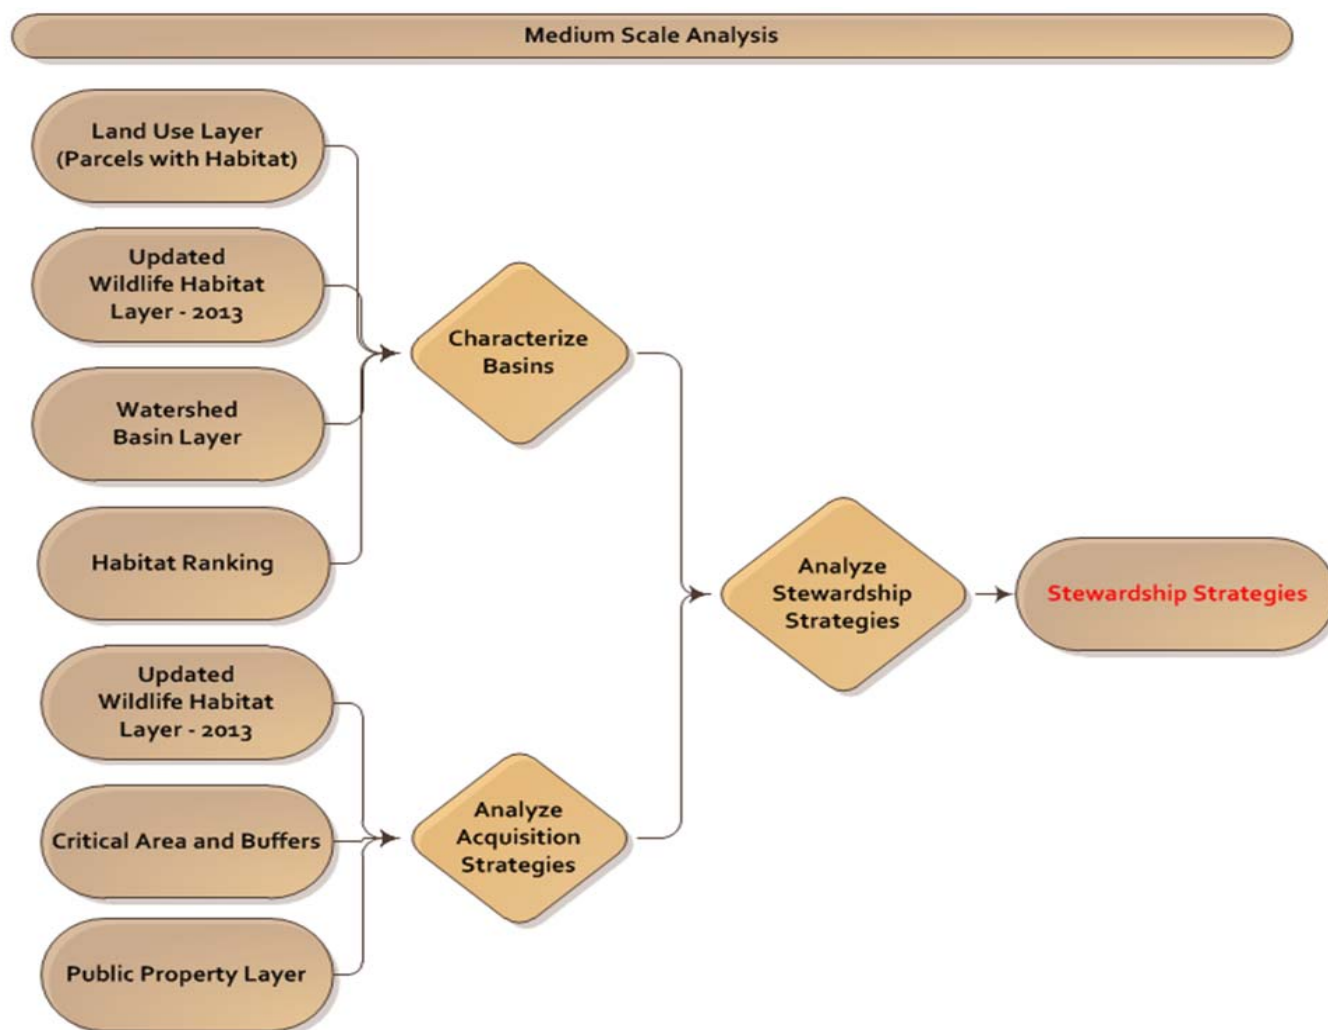 Medium Scale Analysis
Land Use Layer
(Parcels with Habitat)
Updated
Wildlife Habitat
Layer - 2013
Watershed
Basin Layer
Habitat Ranking
Characterize
Basins
Updated
Wildlife Habitat
Layer - 2013
Critical Area and Buffers
Public Property Layer
Analyze
Acquisition
Strategies
Analyze
Stewardship
Strategies
Stewardship Strategies